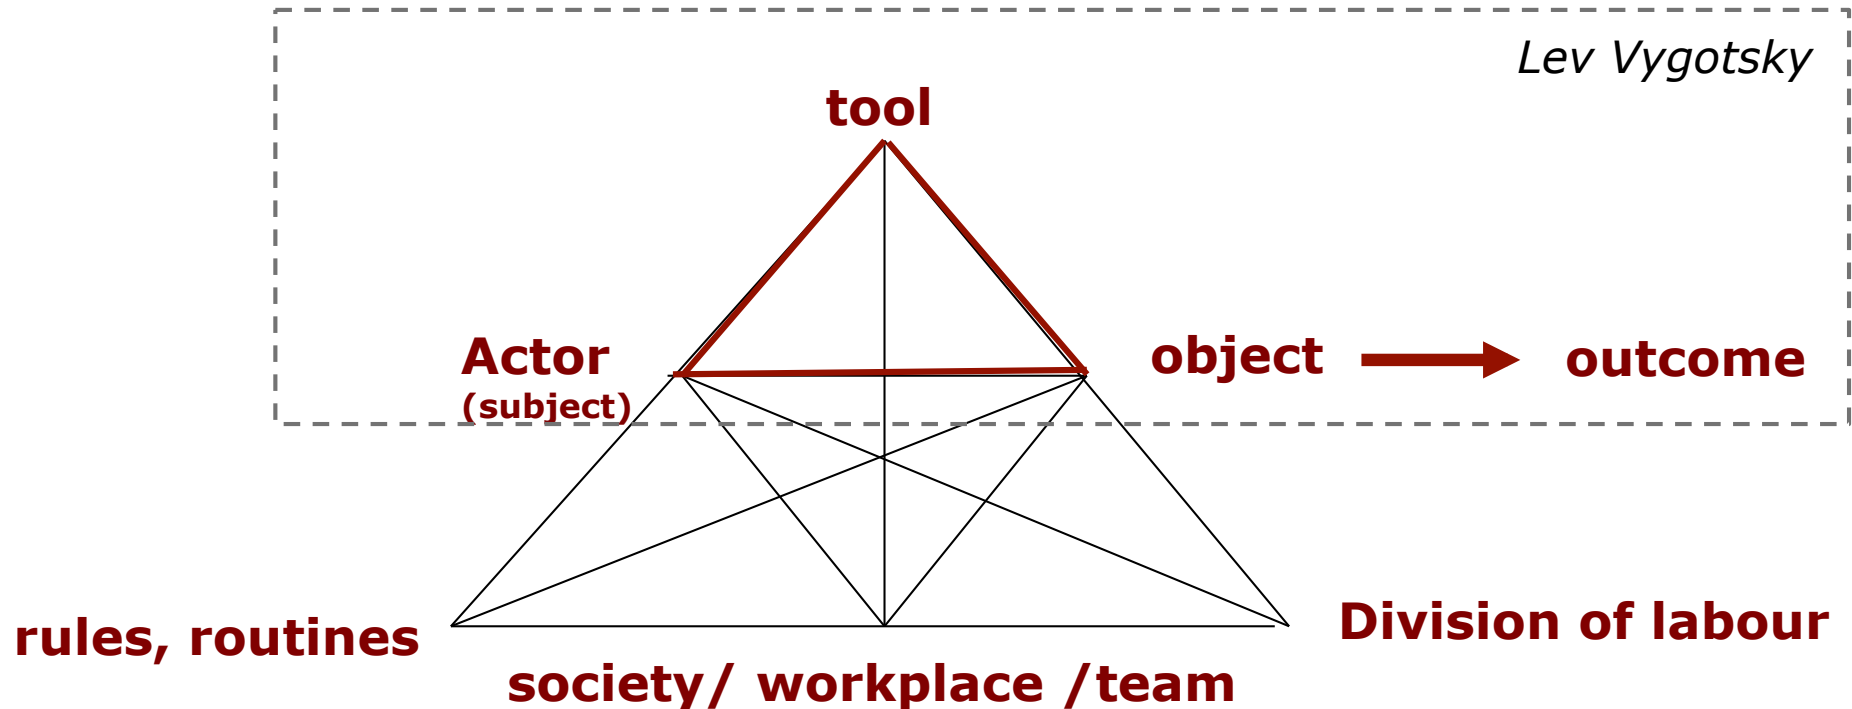 Lev Vygotsky
tool
Actor
(subject)
object
outcome
rules, routines
Division of labour
society/ workplace /team